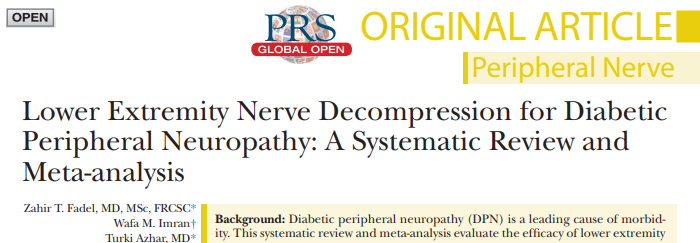 OPEN
PRS
GLOBAL OPEN
ORIGINAL ARTICLE
Peripheral Nerve
Lower Extremity Nerve Decompression for Diabetic
Peripheral Neuropathy: A Systematic Review and
Meta-analysis
Zahir T. Fadel, MD, MSc, FRCSC*
Wafa M. Imran†
Turki Azhar, MD*
Background: Diabetic peripheral neuropathy (DPN) is a leading cause of morbid-
ity. This systematic review and meta-analysis evaluate the efficacy of lower extremity